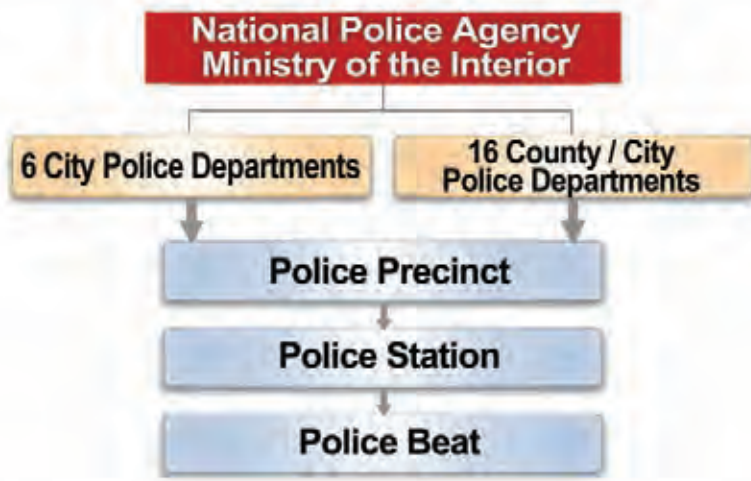 National Police Agency
Ministry of the Interior
6 City Police Departments
16 County / City
Police Departments
Police Precinct
Police Station
Police Beat